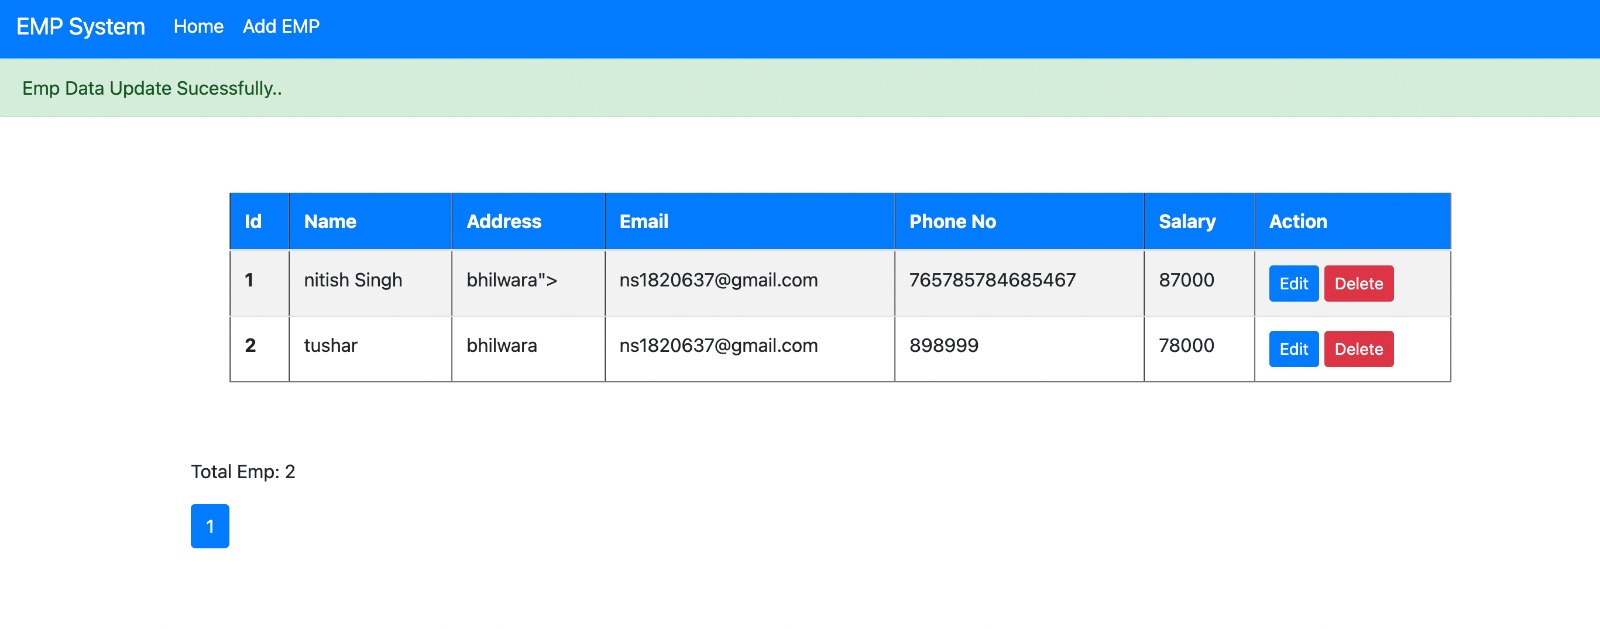 EMP System Home Add EMP
Emp Data Update Sucessfully..
Id Name Address Email Phone No Salary Action
1 nitish Singh bhilwara"> ns1820637@gmail.com 765785784685467 87000 Edit Delete
2 tushar bhilwara ns1820637@gmail.com 898999 78000 Edit Delete
Total Emp: 2
1